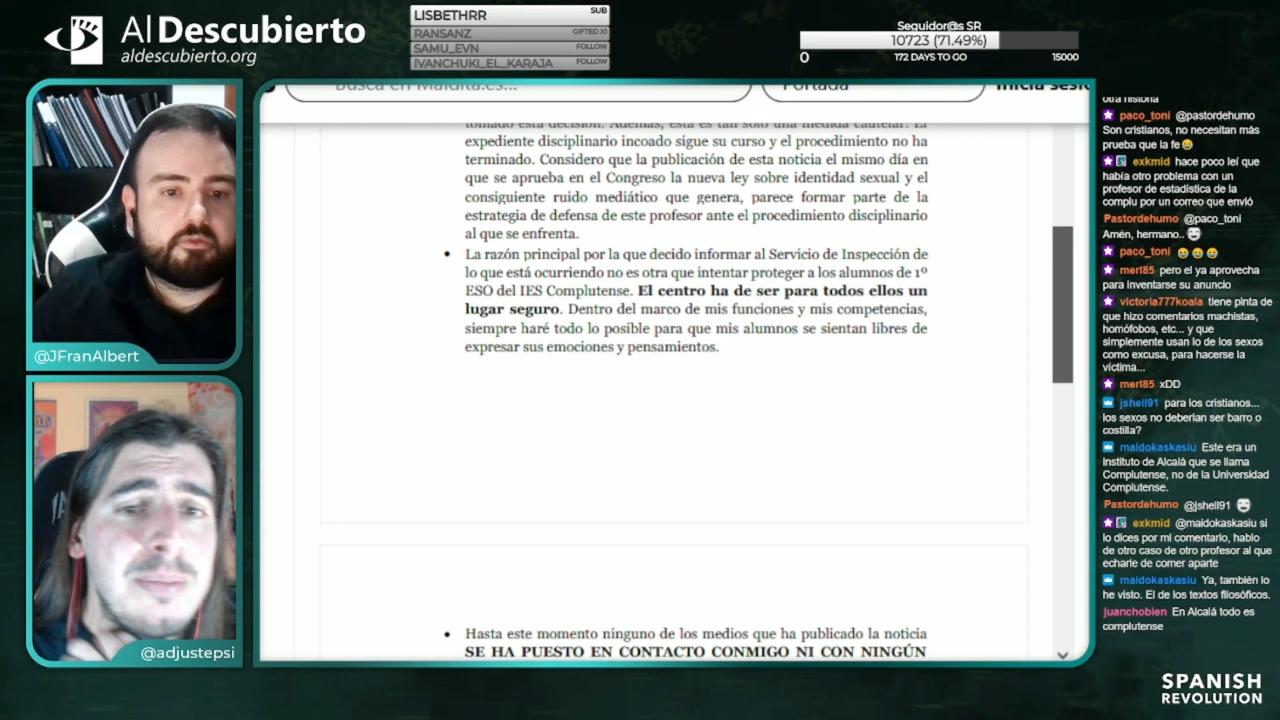 Al Descubierto
aldescubierto.org
LISBETHRR SUB
RANSANZ GIFTED X1
SAMU_EVN FOLLOW
IVANCHUKI_EL_KARAJA FOLLOW
Seguidor@s SR
10723 (71.49%)
0 172 DAYS TO GO 15000
@JFranAlbert
@adjustepsi
Busca en Maldita.es...
Portada
Inicia sesió
tomado esta decisión. Además, esta es tan solo una medida cautelar. El
expediente disciplinario incoado sigue su curso y el procedimiento no ha
terminado. Considero que la publicación de esta noticia el mismo día en
que se aprueba en el Congreso la nueva ley sobre identidad sexual y el
consiguiente ruido mediático que genera, parece formar parte de la
estrategia de defensa de este profesor ante el procedimiento disciplinario
al que se enfrenta.
• La razón principal por la que decido informar al Servicio de Inspección de
lo que está ocurriendo no es otra que intentar proteger a los alumnos de 1º
ESO del IES Complutense. El centro ha de ser para todos ellos un
lugar seguro. Dentro del marco de mis funciones y mis competencias,
siempre haré todo lo posible para que mis alumnos se sientan libres de
expresar sus emociones y pensamientos.
• Hasta este momento ninguno de los medios que ha publicado la noticia
SE HA PUESTO EN CONTACTO CONMIGO NI CON NINGÚN
otra historia
paco_toni @pastordehumo
Son cristianos, no necesitan más
prueba que la fe
exkmid hace poco leí que
había otro problema con un
profesor de estadística de la
complu por un correo que envió
Pastordehumo @paco_toni
Amén, hermano..
paco_toni
merl85 pero el ya aprovecha
para inventarse su anuncio
victoria777koala tiene pinta de
que hizo comentarios machistas,
homófobos, etc... y que
simplemente usan lo de los sexos
como excusa, para hacerse la
víctima...
merl85 xDD
jshell91 para los cristianos...
los sexos no deberían ser barro o
costilla?
maidokaskasiu Este era un
instituto de Alcalá que se llama
Complutense, no de la Universidad
Complutense.
Pastordehumo @jshell91
exkmid @maidokaskasiu si
lo dices por mi comentario, hablo
de otro caso de otro profesor al que
echarle de comer aparte
maidokaskasiu Ya, también lo
he visto. El de los textos filosóficos.
juanchobien En Alcalá todo es
complutense
SPANISH
REVOLUTION